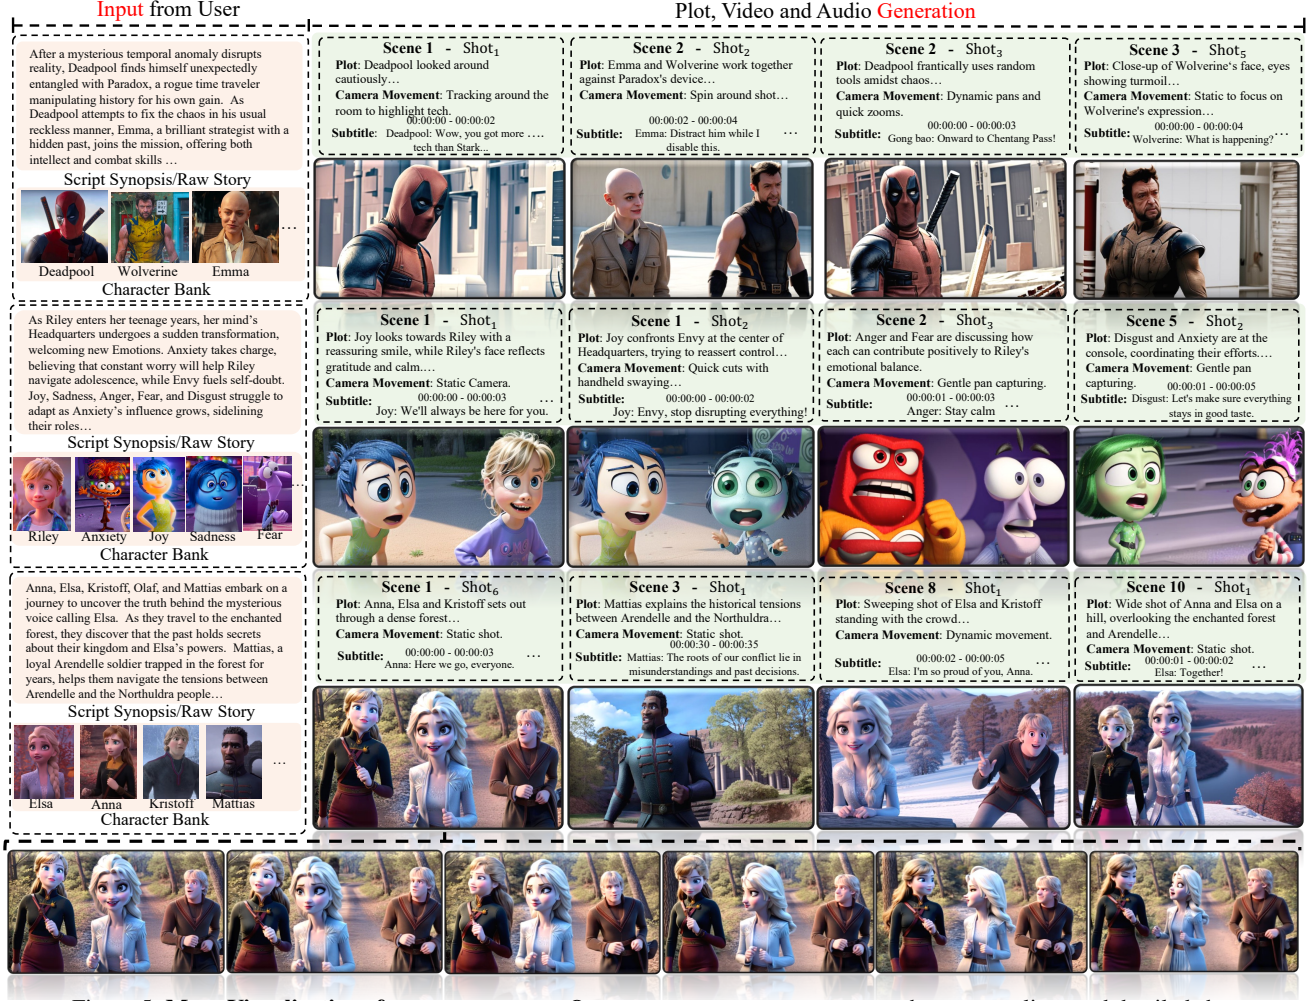 Input from User
Plot, Video and Audio Generation
After a mysterious temporal anomaly disrupts
reality, Deadpool finds himself unexpectedly
entangled with Paradox, a rogue time traveler
manipulating history for his own gain. As
Deadpool attempts to fix the chaos in his usual
reckless manner, Emma, a brilliant strategist with a
hidden past, joins the mission, offering both
intellect and combat skills …
Script Synopsis/Raw Story
…
Deadpool
Wolverine
Emma
Character Bank
Scene 1 - Shot1
Plot: Deadpool looked around
cautiously…
Camera Movement: Tracking around the
room to highlight tech.
00:00:00 - 00:00:02
Subtitle: Deadpool: Wow, you got more ….
tech than Stark...
Scene 2 - Shot2
Plot: Emma and Wolverine work together
against Paradox's device…
Camera Movement: Spin around shot…
00:00:02 - 00:00:04
Subtitle: Emma: Distract him while I …
disable this.
Scene 2 - Shot3
Plot: Deadpool frantically uses random
tools amidst chaos…
Camera Movement: Dynamic pans and
quick zooms.
00:00:00 - 00:00:03
Subtitle: Gong bao: Onward to Chentang Pass!
Scene 3 - Shot5
Plot: Close-up of Wolverine's face, eyes
showing turmoil…
Camera Movement: Static to focus on
Wolverine's expression…
00:00:00 - 00:00:04
Subtitle: Wolverine: What is happening? …
As Riley enters her teenage years, her mind's
Headquarters undergoes a sudden transformation,
welcoming new Emotions. Anxiety takes charge,
believing that constant worry will help Riley
navigate adolescence, while Envy fuels self-doubt.
Joy, Sadness, Anger, Fear, and Disgust struggle to
adapt as Anxiety's influence grows, sidelining
their roles…
Script Synopsis/Raw Story
…
Riley
Anxiety
Joy
Sadness
Fear
Character Bank
Scene 1 - Shot1
Plot: Joy looks towards Riley with a
reassuring smile, while Riley's face reflects
gratitude and calm.…
Camera Movement: Static Camera.
Subtitle: 00:00:00 - 00:00:03 …
Joy: We'll always be here for you.
Scene 1 - Shot2
Plot: Joy confronts Envy at the center of
Headquarters, trying to reassert control…
Camera Movement: Quick cuts with
handheld swaying…
Subtitle: 00:00:00 - 00:00:02
Joy: Envy, stop disrupting everything!
Scene 2 - Shot3
Plot: Anger and Fear are discussing how
each can contribute positively to Riley's
emotional balance.
Camera Movement: Gentle pan capturing.
Subtitle: 00:00:01 - 00:00:03 …
Anger: Stay calm
Scene 5 - Shot2
Plot: Disgust and Anxiety are at the
console, coordinating their efforts.…
Camera Movement: Gentle pan
capturing. 00:00:01 - 00:00:05
Subtitle: Disgust: Let's make sure everything
stays in good taste.
Anna, Elsa, Kristoff, Olaf, and Mattias embark on a
journey to uncover the truth behind the mysterious
voice calling Elsa. As they travel to the enchanted
forest, they discover that the past holds secrets
about their kingdom and Elsa's powers. Mattias, a
loyal Arendelle soldier trapped in the forest for
years, helps them navigate the tensions between
Arendelle and the Northuldra people…
Script Synopsis/Raw Story
…
Elsa
Anna
Kristoff
Mattias
Character Bank
Scene 1 - Shot6
Plot: Anna, Elsa and Kristoff sets out
through a dense forest…
Camera Movement: Static shot.
Subtitle: 00:00:00 - 00:00:03 …
Anna: Here we go, everyone.
Scene 3 - Shot1
Plot: Mattias explains the historical tensions
between Arendelle and the Northuldra…
Camera Movement: Static shot.
00:00:30 - 00:00:35
Subtitle: Mattias: The roots of our conflict lie in
misunderstandings and past decisions.
Scene 8 - Shot1
Plot: Sweeping shot of Elsa and Kristoff
standing with the crowd…
Camera Movement: Dynamic movement.
Subtitle: 00:00:02 - 00:00:05 …
Elsa: I'm so proud of you, Anna.
Scene 10 - Shot1
Plot: Wide shot of Anna and Elsa on a
hill, overlooking the enchanted forest
and Arendelle…
Camera Movement: Static shot.
Subtitle: 00:00:01 - 00:00:02 …
Elsa: Together!